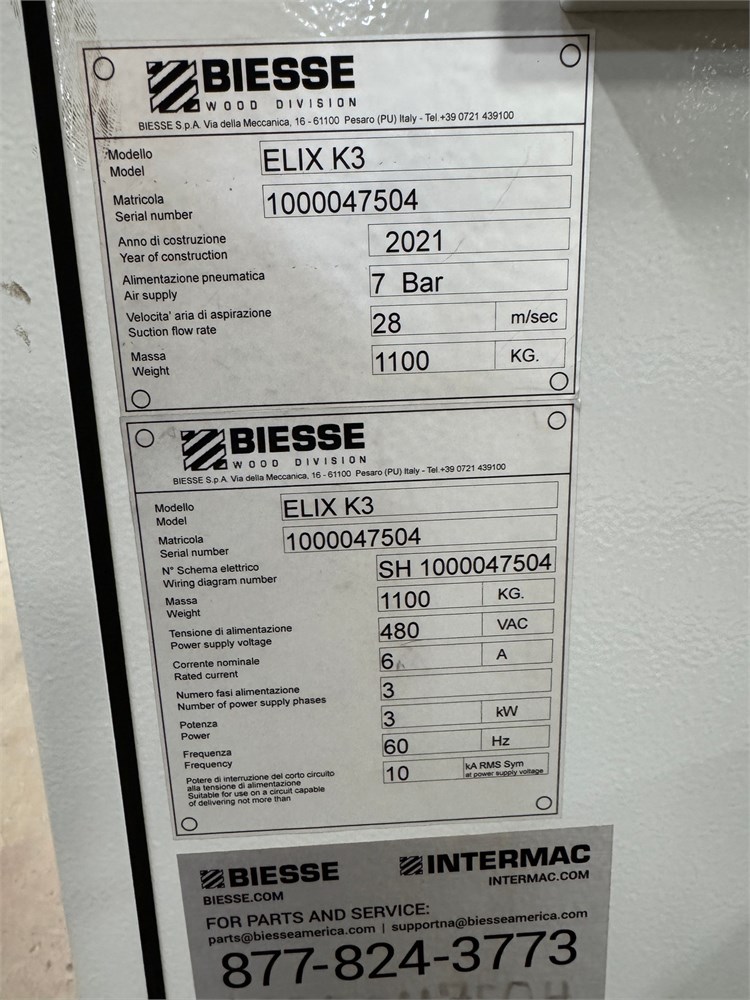 BIESSE
WOOD DIVISION
BIESSE S.p.A. Via della Meccanica, 16 - 61100 Pesaro (PU) Italy - Tel.+39 0721 439100
Modello
Model
ELIX K3
Matricola
Serial number
1000047504
Anno di costruzione
Year of construction
2021
Alimentazione pneumatica
Air supply
7 Bar
Velocita' aria di aspirazione
Suction flow rate
28 m/sec
Massa
Weight
1100 KG.
BIESSE
WOOD DIVISION
BIESSE S.p.A. Via della Meccanica, 16 - 61100 Pesaro (PU) Italy - Tel.+39 0721 439100
Modello
Model
ELIX K3
Matricola
Serial number
1000047504
N° Schema elettrico
Wiring diagram number
SH 1000047504
Massa
Weight
1100 KG.
Tensione di alimentazione
Power supply voltage
480 VAC
Corrente nominale
Rated current
6 A
Numero fasi alimentazione
Number of power supply phases
3
Potenza
Power
3 kW
Frequenza
Frequency
60 Hz
Potere di interruzione del corto circuito
alla tensione di alimentazione
Suitable for use on a circuit capable
of delivering not more than
10 kA RMS Sym
at power supply voltage
BIESSE INTERMAC
BIESSE.COM INTERMAC.COM
FOR PARTS AND SERVICE:
parts@biesseamerica.com | supportna@biesseamerica.com
877-824-3773